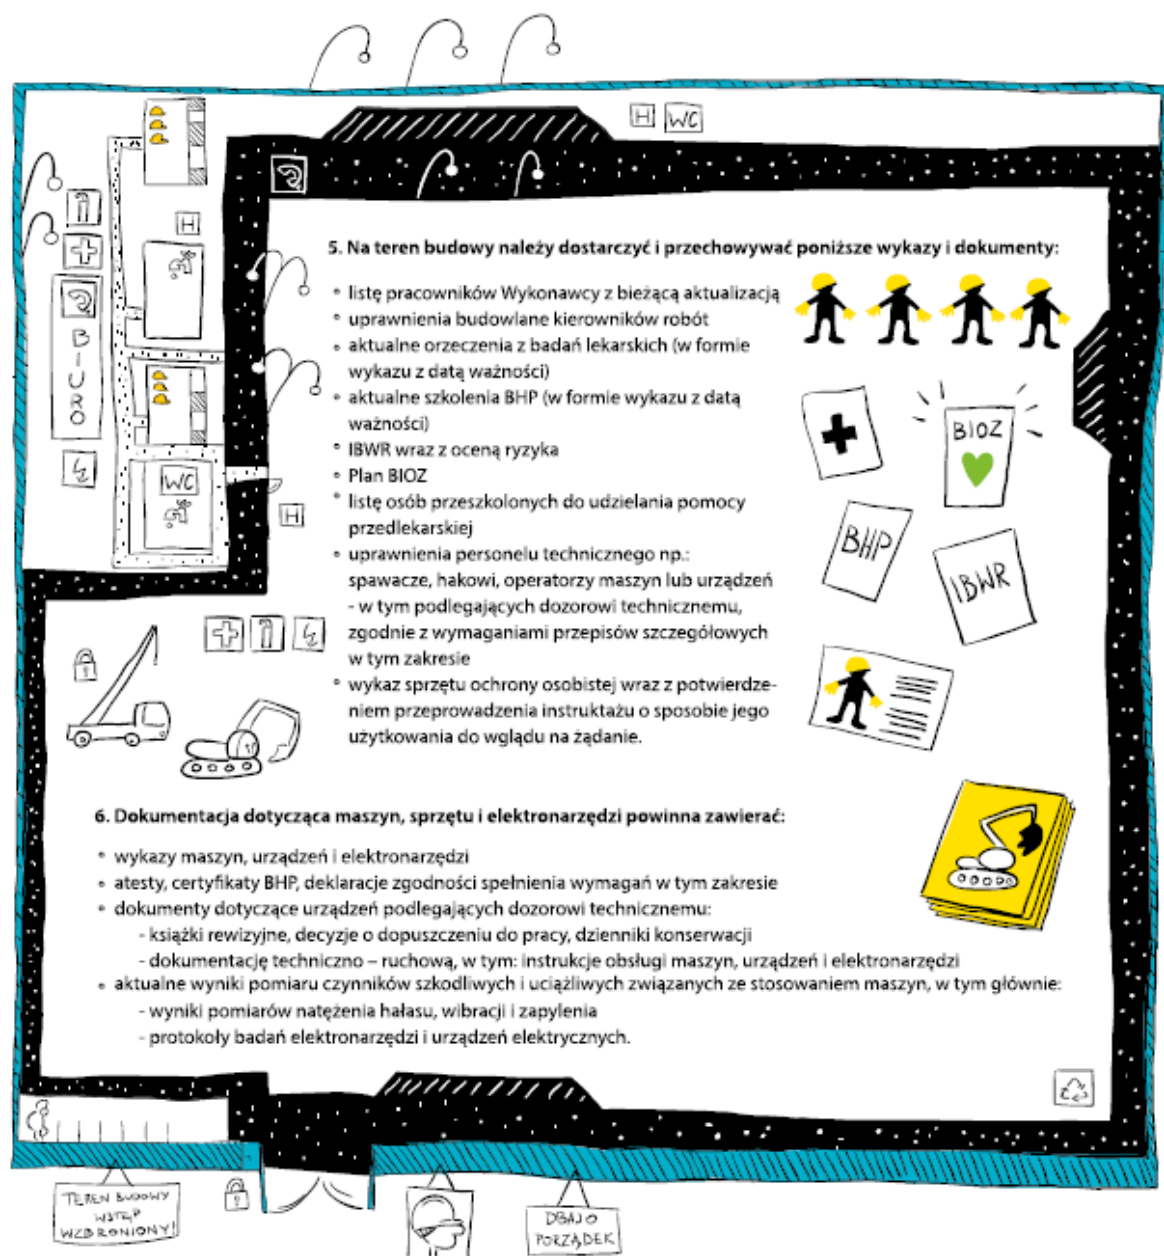 H WC
H
BIURO
WC
H
5. Na teren budowy należy dostarczyć i przechowywać poniższe wykazy i dokumenty:
• listę pracowników Wykonawcy z bieżącą aktualizacją
• uprawnienia budowlane kierowników robót
• aktualne orzeczenia z badań lekarskich (w formie
wykazu z datą ważności)
• aktualne szkolenia BHP (w formie wykazu z datą
ważności)
• IBWR wraz z oceną ryzyka
• Plan BIOZ
• listę osób przeszkolonych do udzielania pomocy
przedlekarskiej
• uprawnienia personelu technicznego np.:
spawacze, hakowi, operatorzy maszyn lub urządzeń
- w tym podlegających dozorowi technicznemu,
zgodnie z wymaganiami przepisów szczegółowych
w tym zakresie
• wykaz sprzętu ochrony osobistej wraz z potwierdze-
niem przeprowadzenia instruktażu o sposobie jego
użytkowania do wglądu na żądanie.
BIOZ
BHP
IBWR
6. Dokumentacja dotycząca maszyn, sprzętu i elektronarzędzi powinna zawierać:
• wykazy maszyn, urządzeń i elektronarzędzi
• atesty, certyfikaty BHP, deklaracje zgodności spełnienia wymagań w tym zakresie
• dokumenty dotyczące urządzeń podlegających dozorowi technicznemu:
- książki rewizyjne, decyzje o dopuszczeniu do pracy, dzienniki konserwacji
- dokumentację techniczno – ruchową, w tym: instrukcje obsługi maszyn, urządzeń i elektronarzędzi
• aktualne wyniki pomiaru czynników szkodliwych i uciążliwych związanych ze stosowaniem maszyn, w tym głównie:
- wyniki pomiarów natężenia hałasu, wibracji i zapylenia
- protokoły badań elektronarzędzi i urządzeń elektrycznych.
TEREN BUDOWY
WSTĘP
WZBRONIONY!
DBAJ O
PORZĄDEK